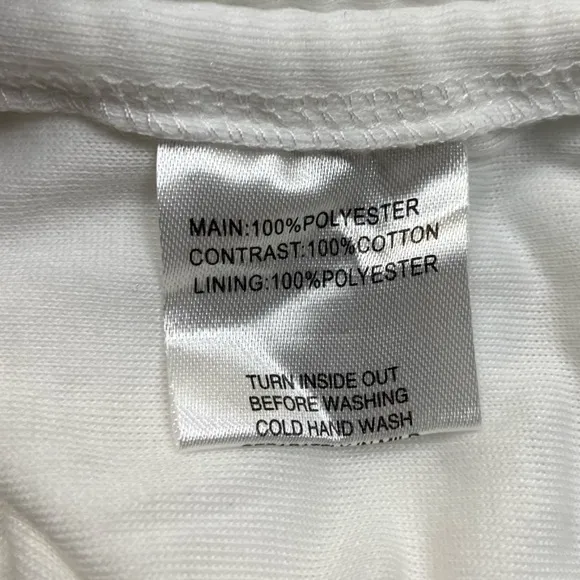 MAIN:100%POLYESTER
CONTRAST:100%COTTON
LINING:100%POLYESTER
TURN INSIDE OUT
BEFORE WASHING
COLD HAND WASH